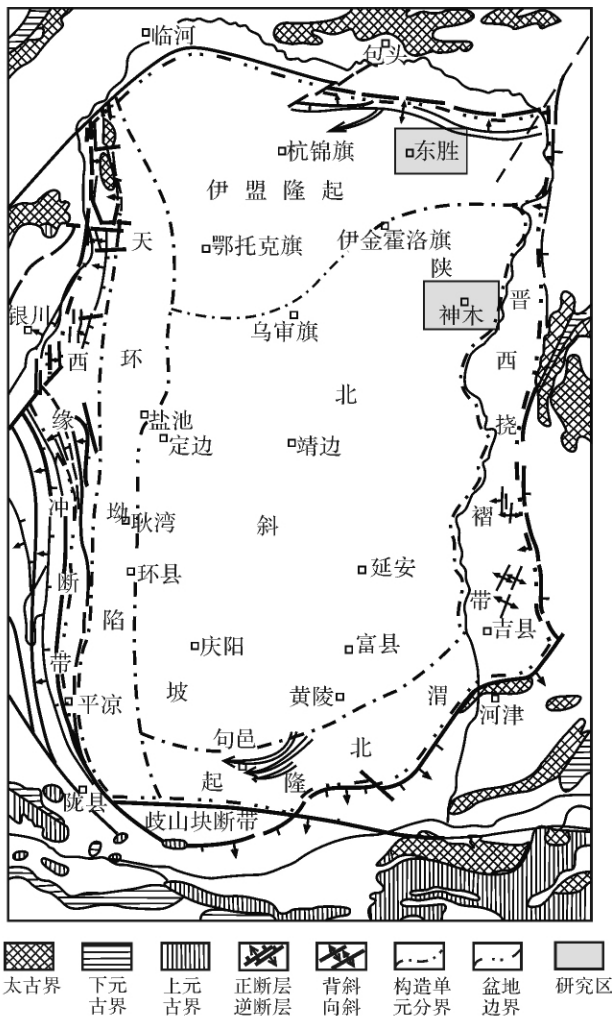 临河
包头
杭锦旗
东胜
伊盟隆起
天
鄂托克旗
伊金霍洛旗
陕
银川
神木
晋
乌审旗
西
环
西
北
缘
盐池
定边
靖边
挠
冲
坳
耿湾
斜
褶
断
环县
延安
带
陷
吉县
庆阳
富县
带
平凉
坡
黄陵
渭
河津
旬邑
北
起
隆
陇县
岐山块断带
太古界
下元
古界
上元
古界
正断层
逆断层
背斜
向斜
构造单
元分界
盆地
边界
研究区